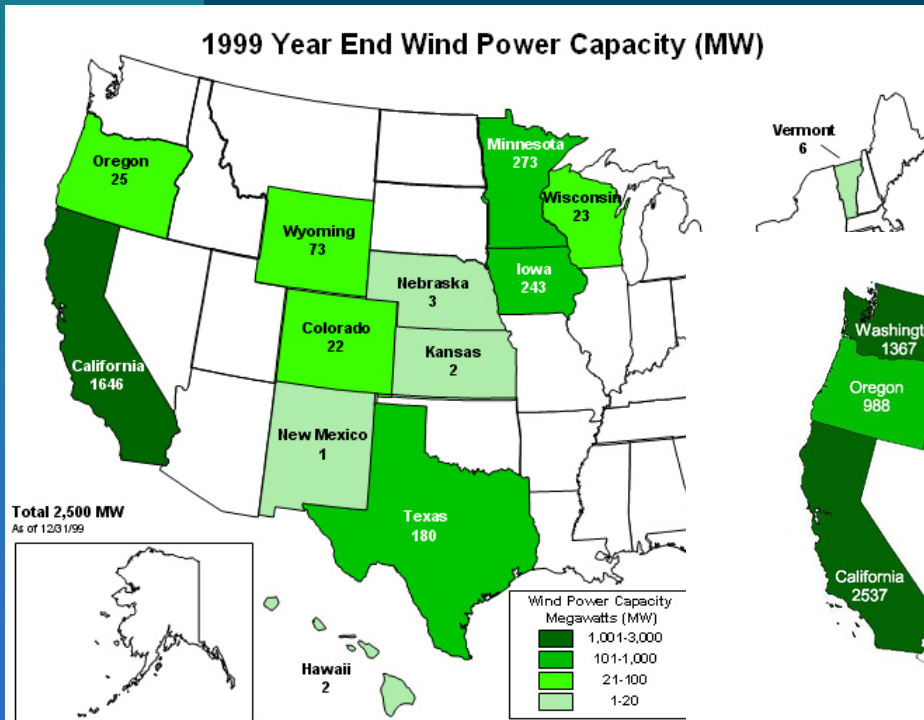 1999 Year End Wind Power Capacity (MW)
Vermont
6
Minnesota
273
Oregon
25
Wisconsin
23
Wyoming
73
Iowa
243
Nebraska
3
Colorado
22
Kansas
2
California
1646
New Mexico
1
Texas
180
Total 2,500 MW
As of 12/31/99
Hawaii
2
Wind Power Capacity
Megawatts (MW)
1,001-3,000
101-1,000
21-100
1-20
Washingt
1367
Oregon
988
California
2537